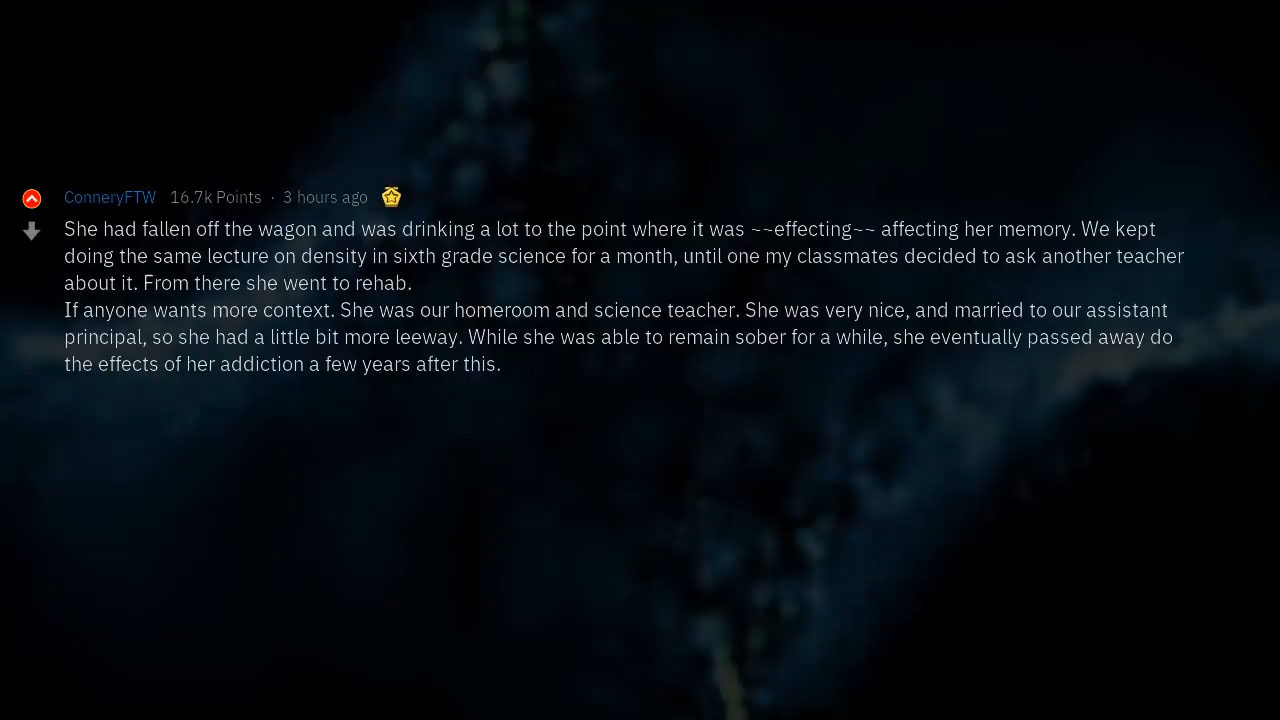 ConneryFTW 16.7k Points · 3 hours ago
She had fallen off the wagon and was drinking a lot to the point where it was ~~effecting~~ affecting her memory. We kept
doing the same lecture on density in sixth grade science for a month, until one my classmates decided to ask another teacher
about it. From there she went to rehab.
If anyone wants more context. She was our homeroom and science teacher. She was very nice, and married to our assistant
principal, so she had a little bit more leeway. While she was able to remain sober for a while, she eventually passed away do
the effects of her addiction a few years after this.